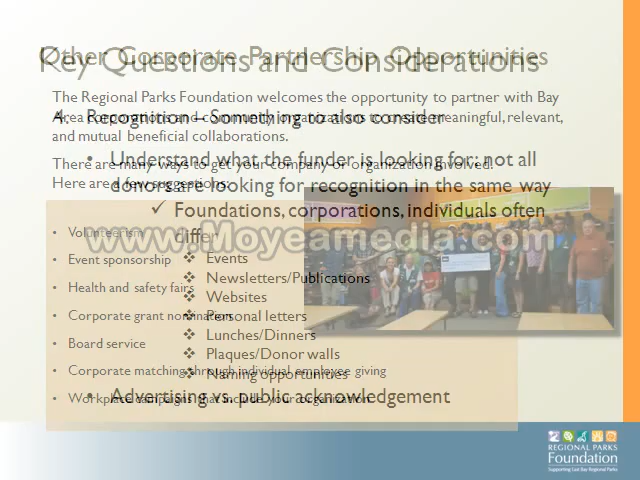 Other Corporate Partnership Opportunities
Key Questions and Considerations
The Regional Parks Foundation welcomes the opportunity to partner with Bay
Area corporations and community organizations to create meaningful, relevant,
and mutual beneficial collaborations.
There are many ways to get your company or organization involved.
Here are a few suggestions:
• Volunteerism
• Event sponsorship
• Health and safety fairs
• Corporate grant nomination
• Board service
• Corporate matching through individual employee giving
• Workplace campaigns that include your organization
4. Recognition – Something to also consider
• Understand what the funder is looking for: not all
donors are looking for recognition in the same way
✓ Foundations, corporations, individuals often
differ
❖ Events
❖ Newsletters/Publications
❖ Websites
❖ Personal letters
❖ Lunches/Dinners
❖ Plaques/Donor walls
❖ Naming opportunities
• Advertising vs. public acknowledgement
www.Moyeamedia.com
REGIONAL PARKS
Foundation
Supporting East Bay Regional Parks